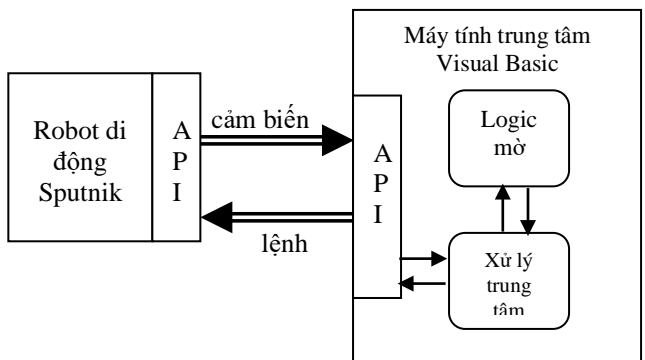 Máy tính trung tâm
Visual Basic
Robot di
động
Sputnik
A
P
I
cảm biến
lệnh
A
P
I
Logic
mờ
Xử lý
trung
tâm